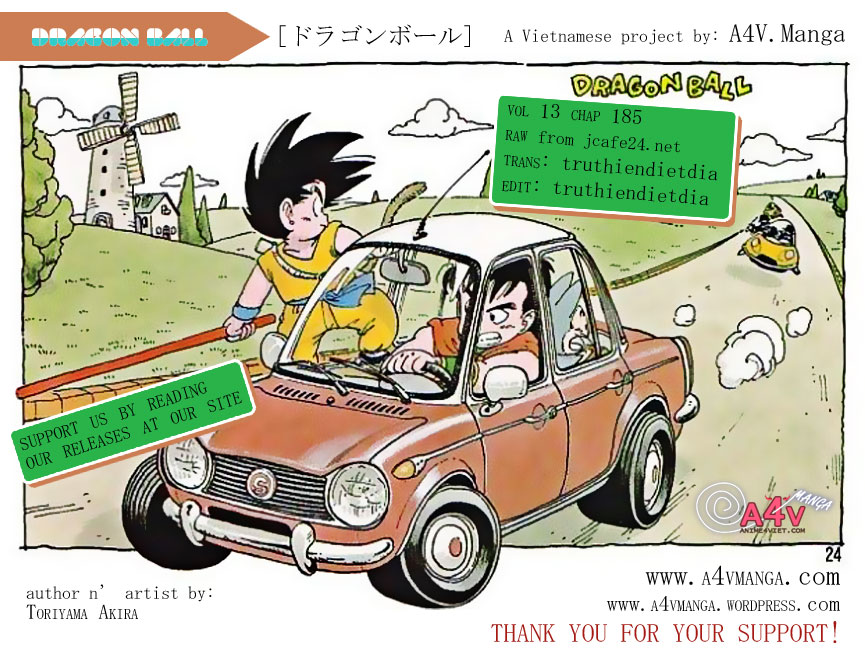 DRAGON BALL
[ドラゴンボール]
A Vietnamese project by: A4V.Manga
DRAGON BALL
VOL 13 CHAP 185
RAW from jcafe24.net
TRANS: truthiendietdia
EDIT: truthiendietdia
SUPPORT US BY READING
OUR RELEASES AT OUR SITE
S
A4V MANGA
ANIME4VIET.COM
24
author n' artist by:
TORIYAMA AKIRA
www. A4VMANGA. com
www. A4VMANGA. WORDPRESS. com
THANK YOU FOR YOUR SUPPORT!